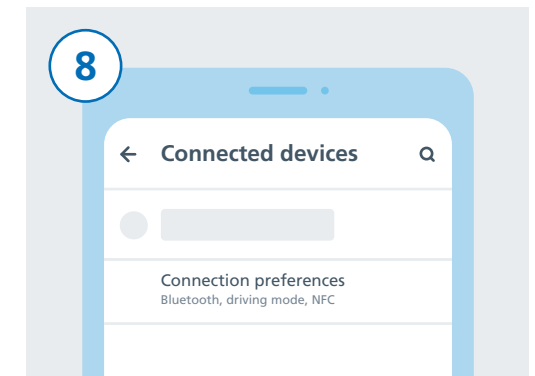 8
Connected devices
Connection preferences
Bluetooth, driving mode, NFC